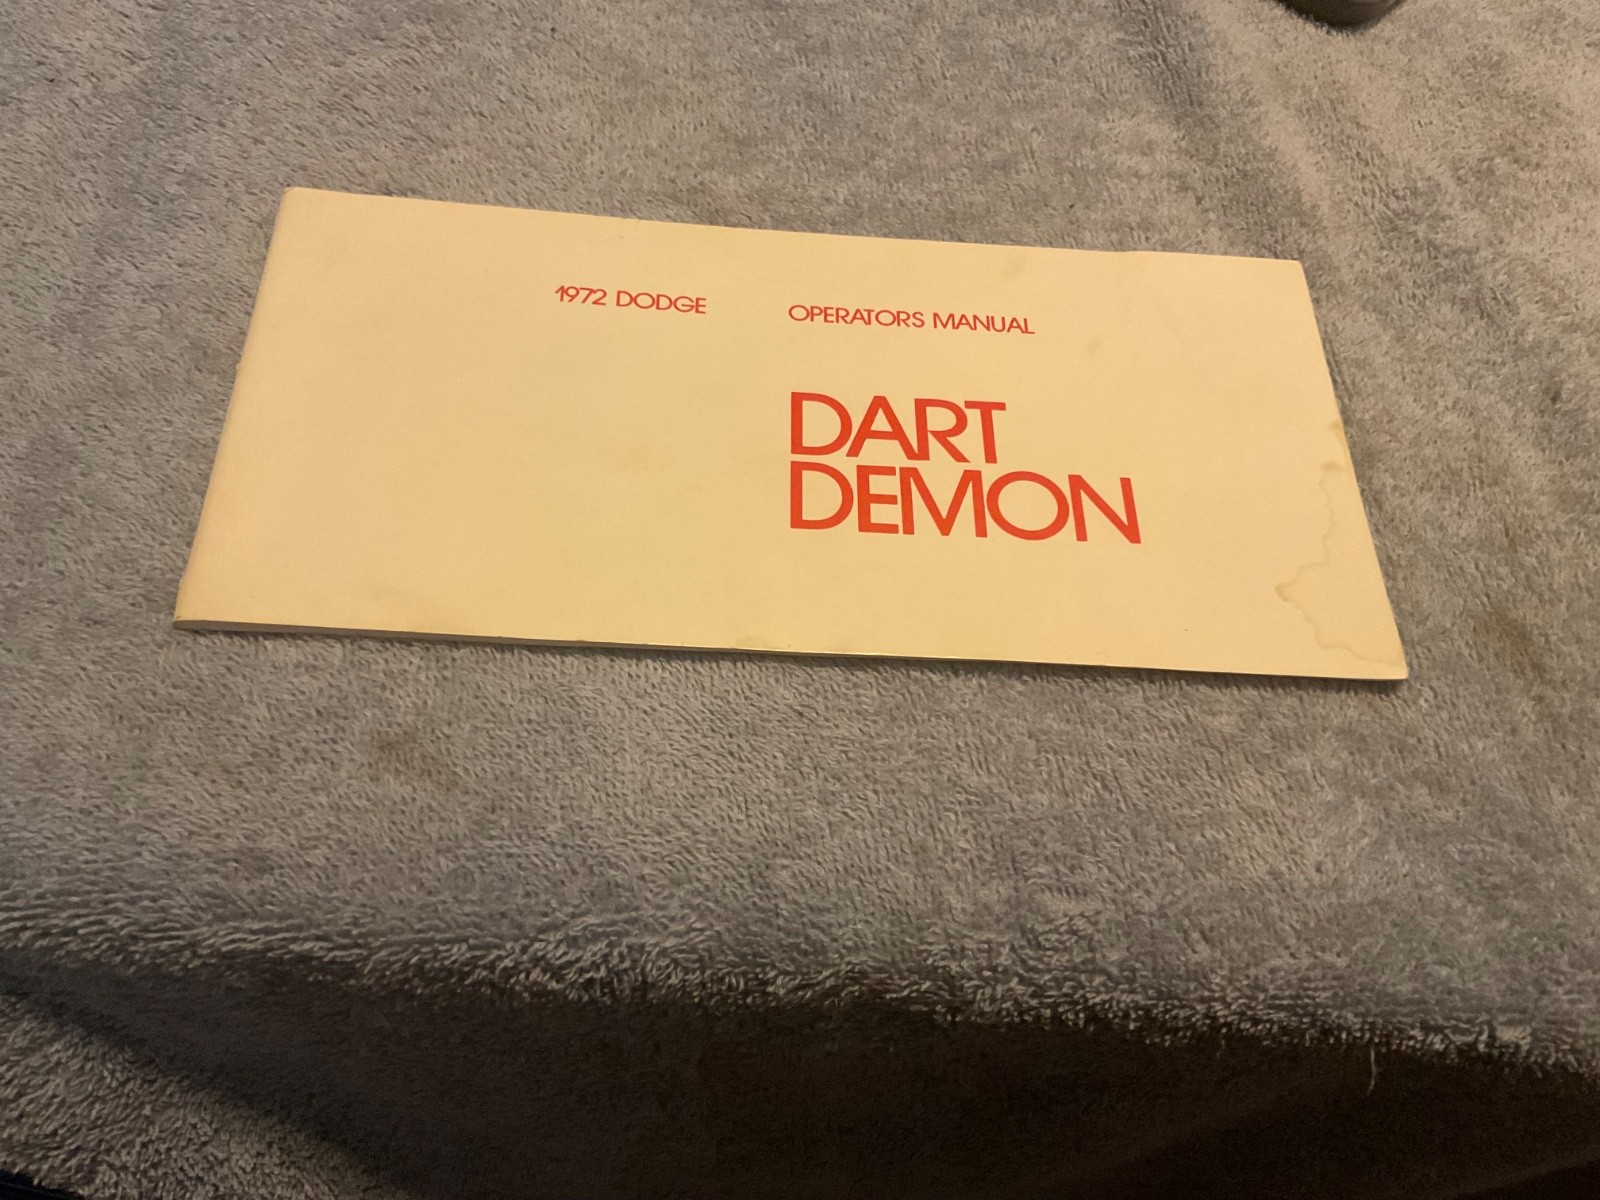 1972 DODGE
OPERATORS MANUAL
DART
DEMON